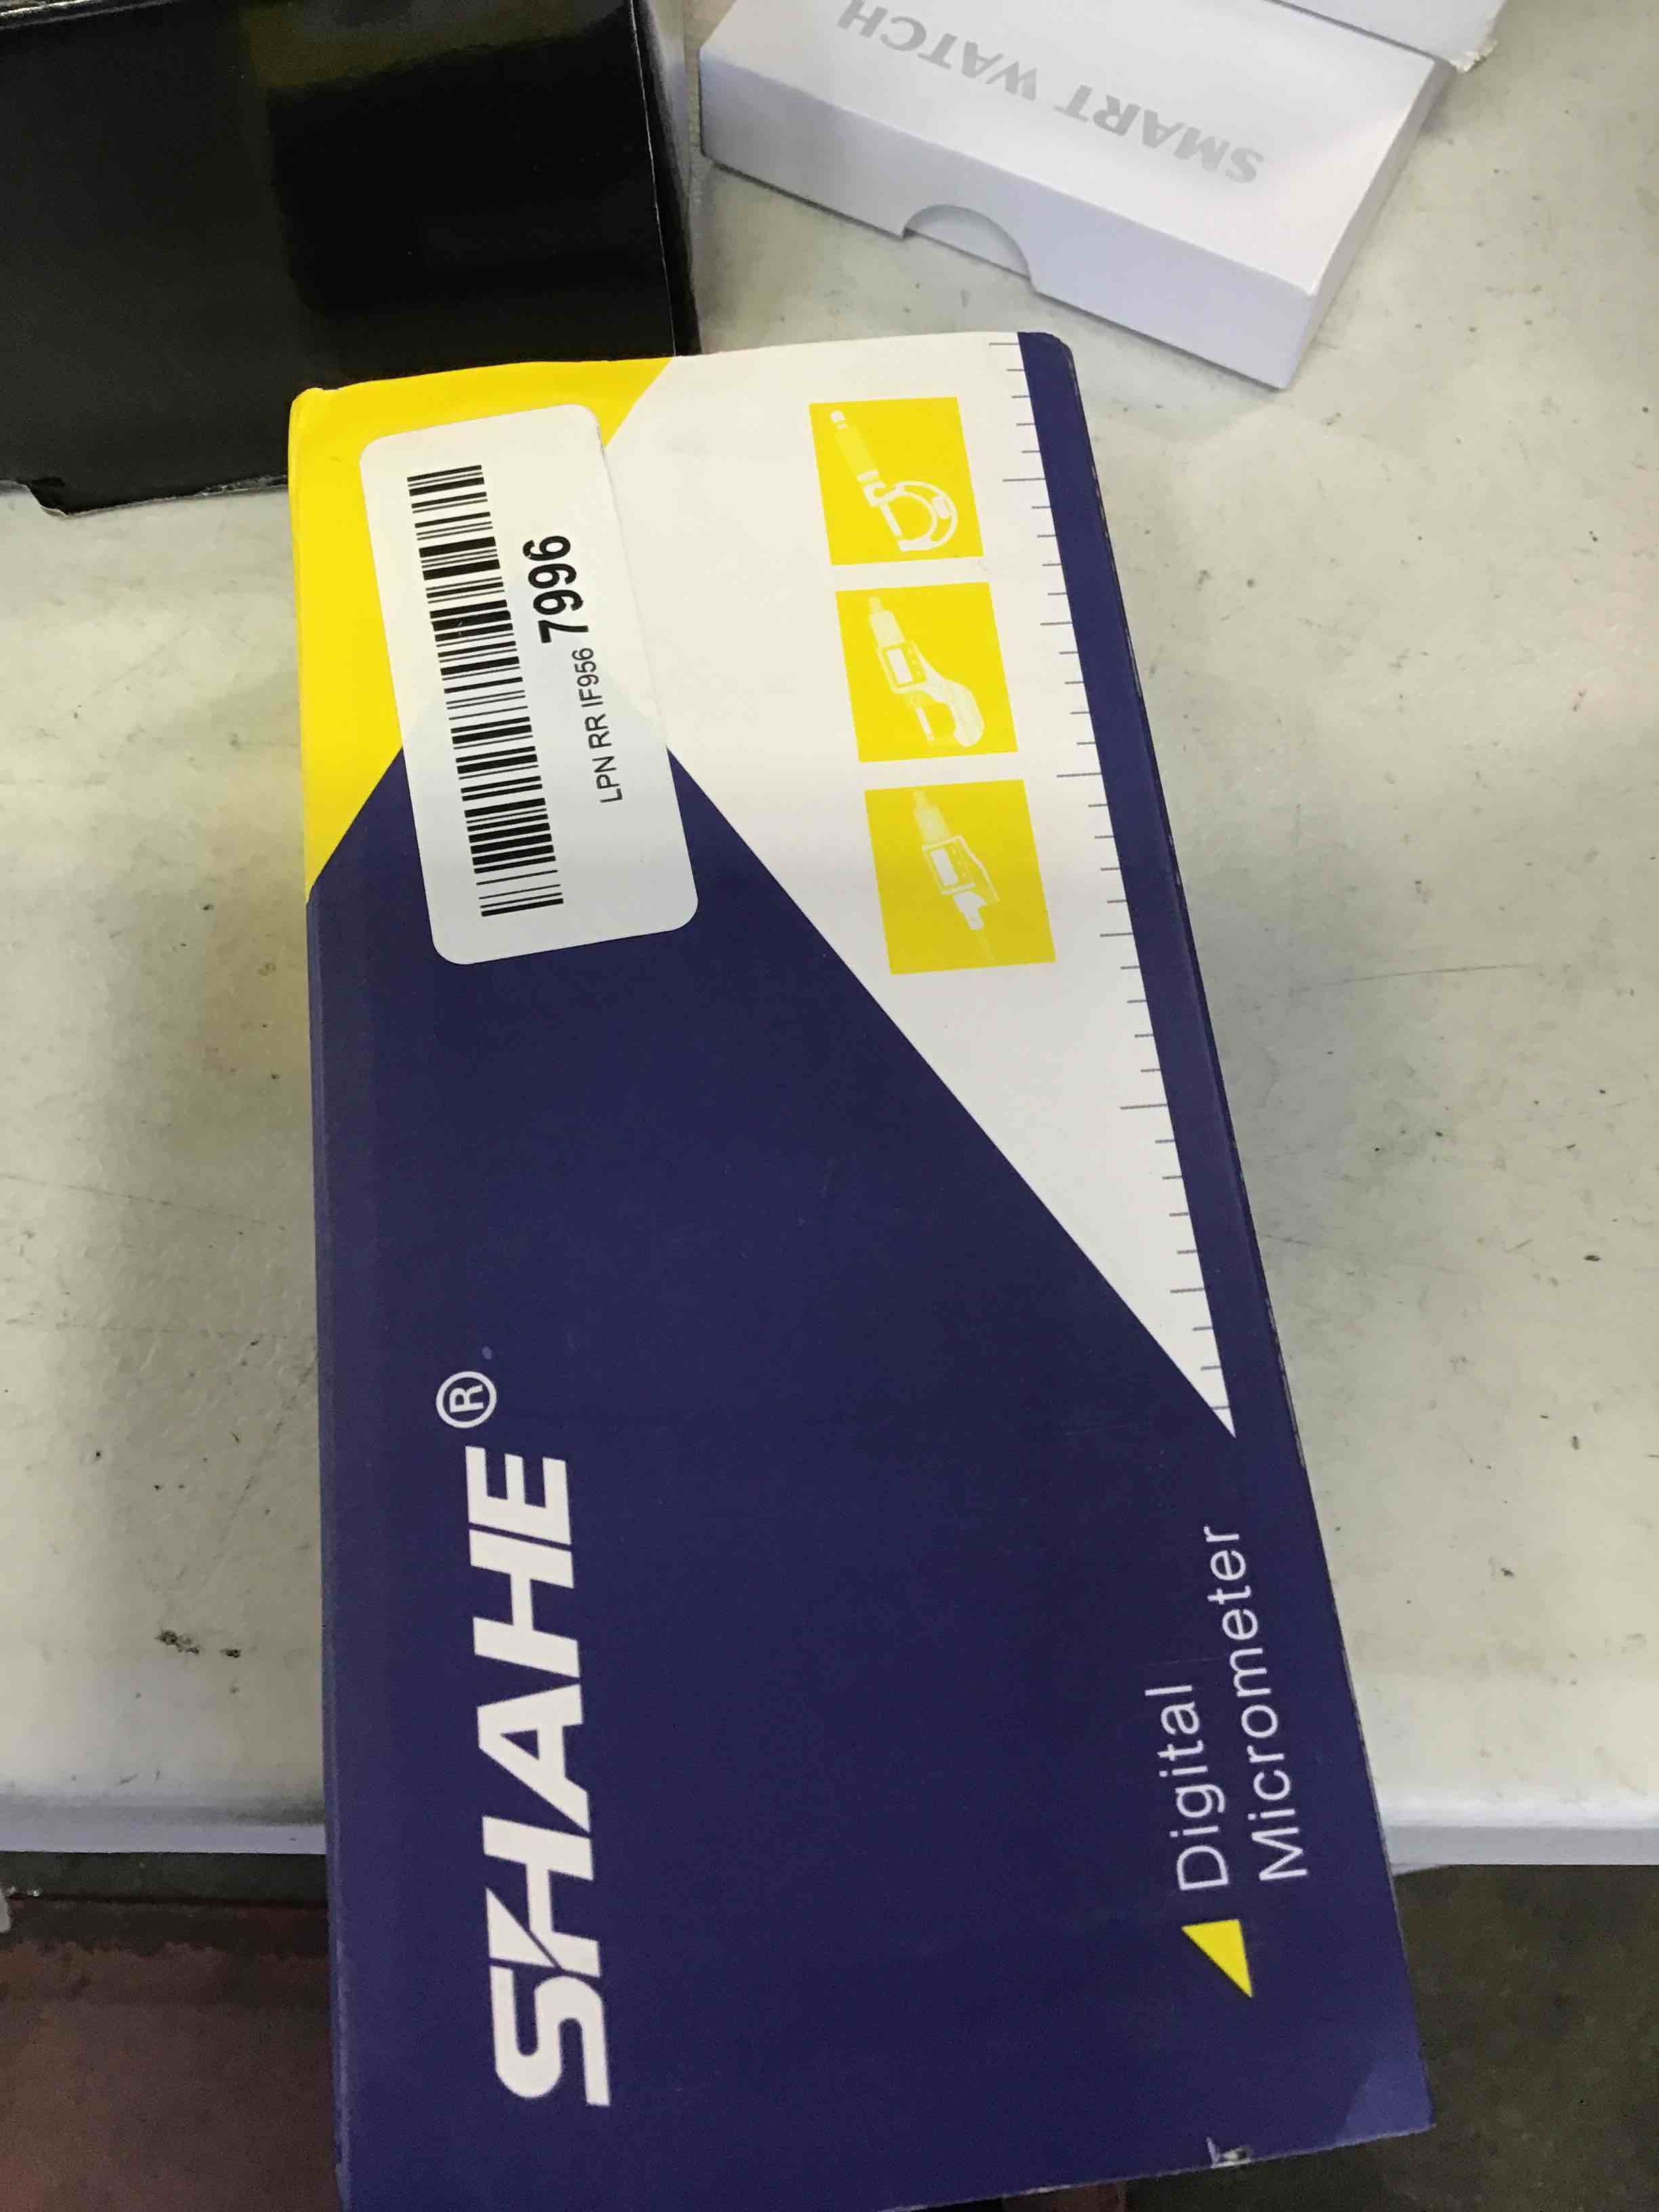 SMART WATCH
LPN RR IF956 7996
SHAHE®
Digital
Micrometer